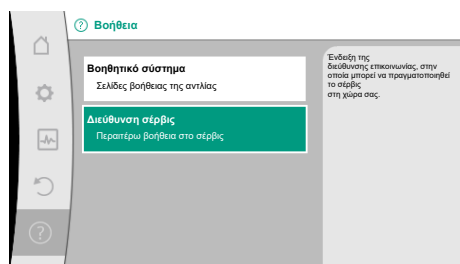 Βοήθεια
Βοηθητικό σύστημα
Σελίδες βοήθειας της αντλίας
Διεύθυνση σέρβις
Περαιτέρω βοήθεια στο σέρβις
Ένδειξη της
διεύθυνσης επικοινωνίας, στην
οποία μπορεί να πραγματοποιηθεί
το σέρβις
στη χώρα σας.